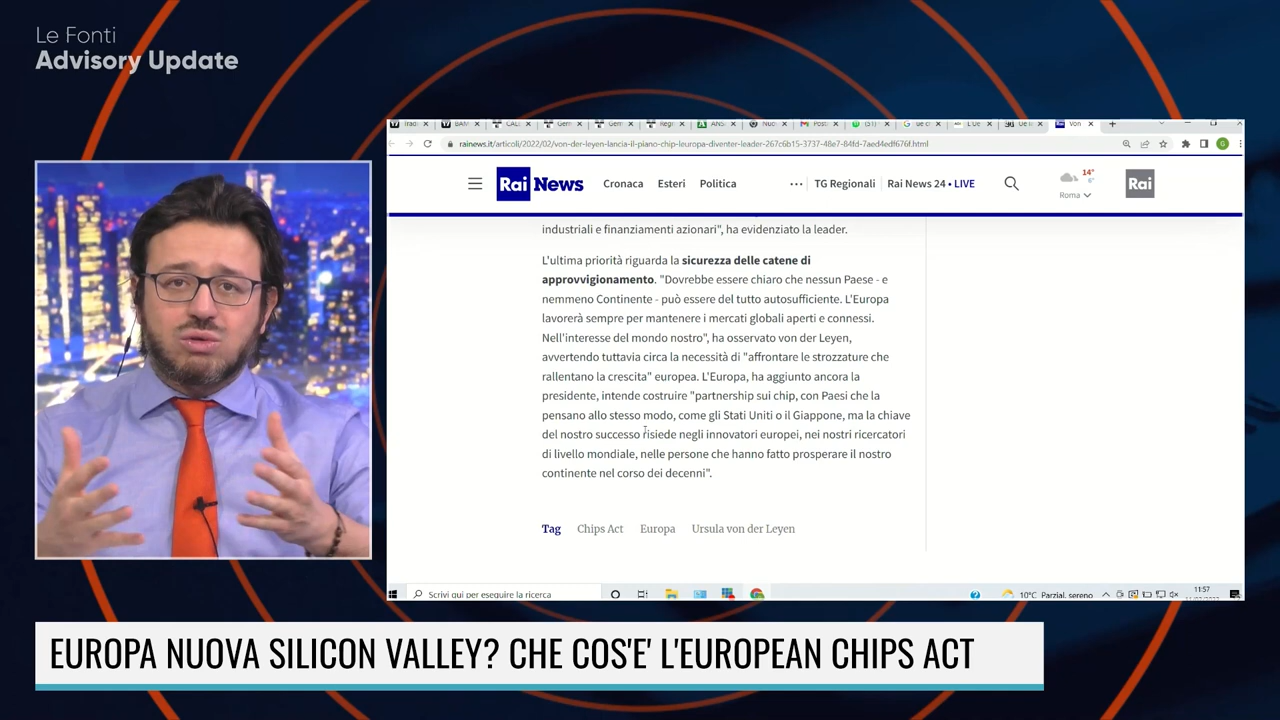 Le Fonti
Advisory Update
rainews.it/articoli/2022/02/von-der-leyen-lancia-il-piano-chip-leuropa-diventer-leader-267c6b15-3737-48e7-84fd-7aed4edf676f.html
Rai News Cronaca Esteri Politica ... TG Regionali Rai News 24 • LIVE 14° Rai
Roma
industriali e finanziamenti azionari", ha evidenziato la leader.
L'ultima priorità riguarda la sicurezza delle catene di
approvvigionamento. "Dovrebbe essere chiaro che nessun Paese - e
nemmeno Continente - può essere del tutto autosufficiente. L'Europa
lavorerà sempre per mantenere i mercati globali aperti e connessi.
Nell'interesse del mondo nostro", ha osservato von der Leyen,
avvertendo tuttavia circa la necessità di "affrontare le strozzature che
rallentano la crescita" europea. L'Europa, ha aggiunto ancora la
presidente, intende costruire "partnership sui chip, con Paesi che la
pensano allo stesso modo, come gli Stati Uniti o il Giappone, ma la chiave
del nostro successo risiede negli innovatori europei, nei nostri ricercatori
di livello mondiale, nelle persone che hanno fatto prosperare il nostro
continente nel corso dei decenni".
Tag Chips Act Europa Ursula von der Leyen
Scrivi qui per eseguire la ricerca 10°C Parzial. sereno 11:57
EUROPA NUOVA SILICON VALLEY? CHE COS'E' L'EUROPEAN CHIPS ACT